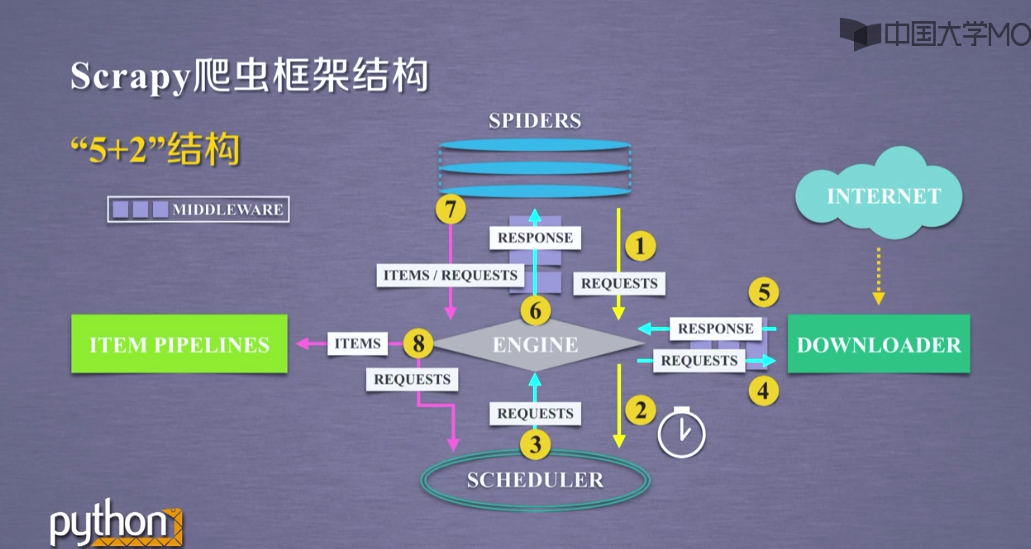 中国大学MO
Scrapy爬虫框架结构
“5+2”结构
SPIDERS
MIDDLEWARE
INTERNET
7
RESPONSE
1
ITEMS / REQUESTS
REQUESTS
6
5
RESPONSE
ITEM PIPELINES
ITEMS
8
ENGINE
DOWNLOADER
REQUESTS
REQUESTS
4
REQUESTS
2
3
SCHEDULER
python